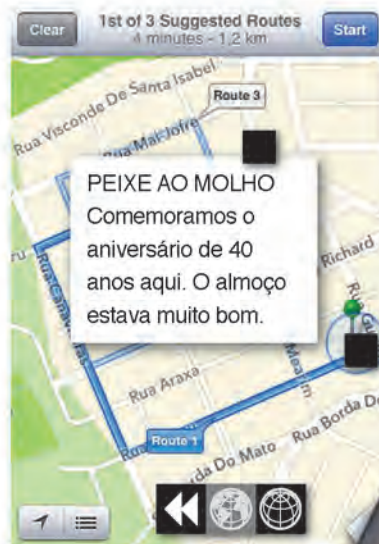 1st of 3 Suggested Routes
Clear
4 minutes - 1,2 km
Start
Rua Visconde De Santa Isabel
Route 3
Rua Mal Jofre
PEIXE AO MOLHO
Comemoramos o
aniversário de 40
anos aqui. O almoço
estava muito bom.
Richard
Rua
Rua Araxa
Route 1
Rua Borda Do Mato